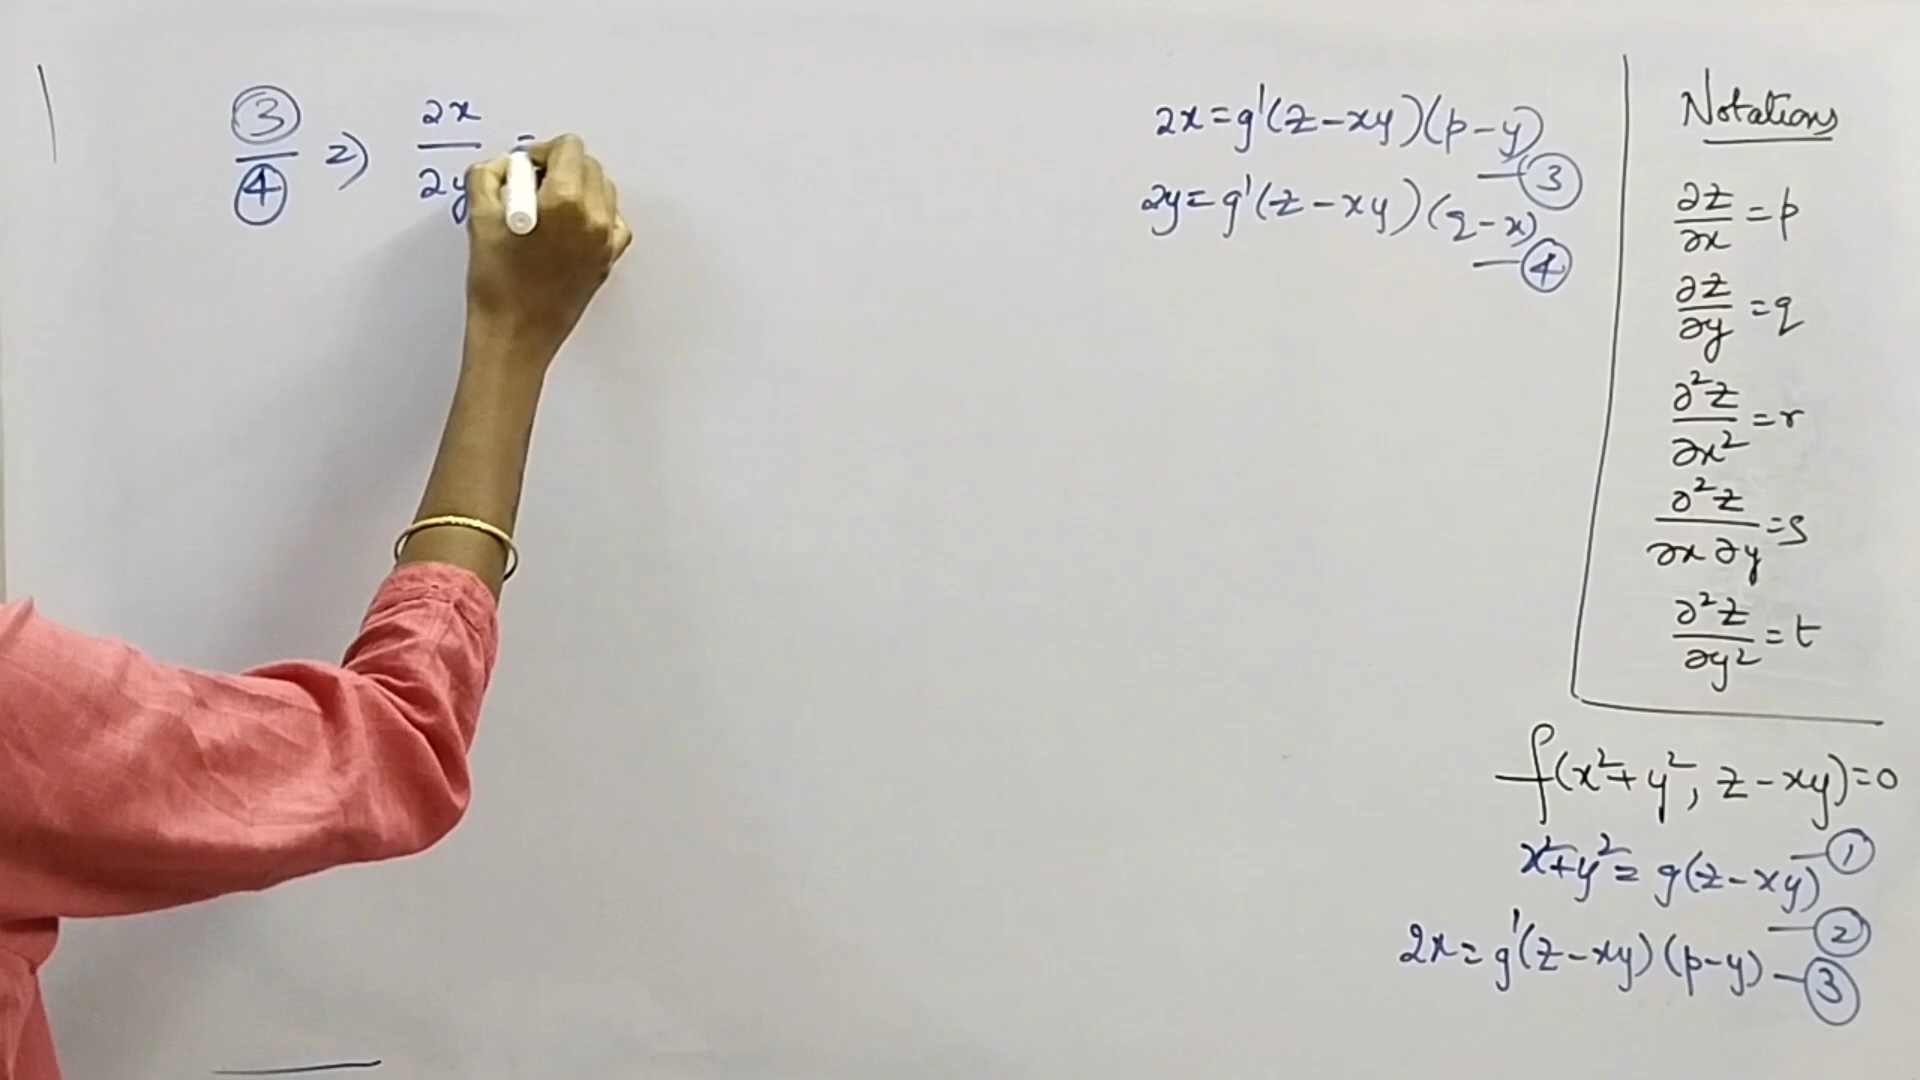 ③/④ ⇒ 2x/2y =
2x = g'(z-xy)(p-y) —③
2y = g'(z-xy)(q-x) —④
Notations
∂z/∂x = p
∂z/∂y = q
∂²z/∂x² = r
∂²z/∂x∂y = s
∂²z/∂y² = t
f(x²+y², z-xy)=0 —①
x²+y² = g(z-xy) —②
2x = g'(z-xy)(p-y) —③